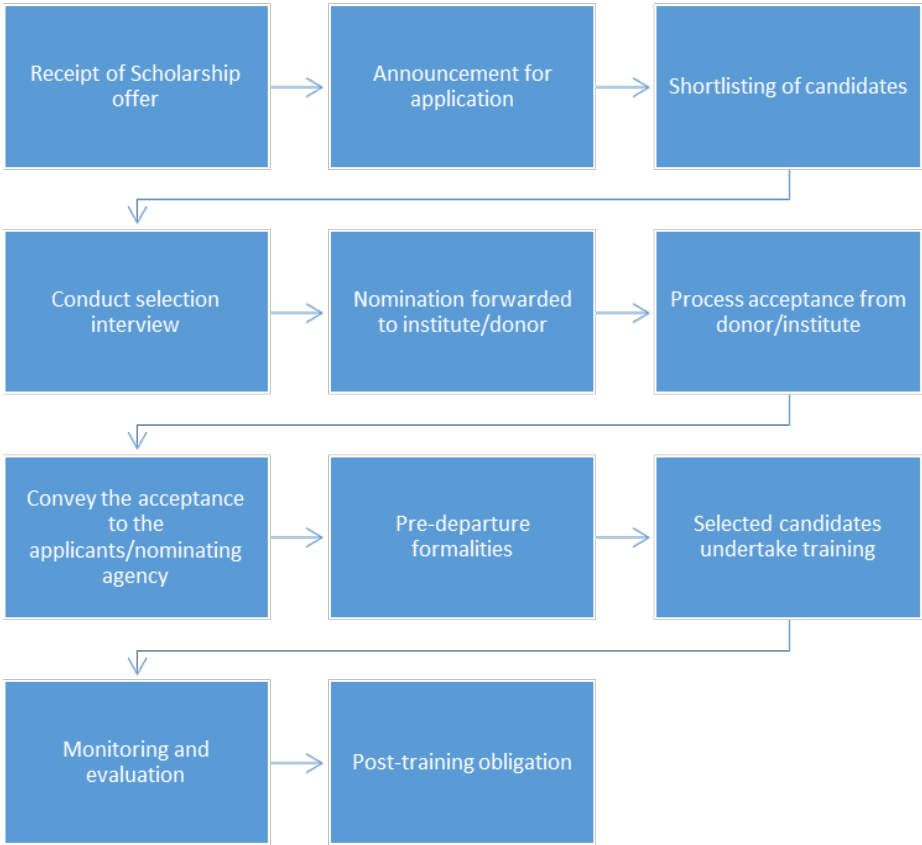 Receipt of Scholarship
offer
Announcement for
application
Shortlisting of candidates
Conduct selection
interview
Nomination forwarded
to institute/donor
Process acceptance from
donor/institute
Convey the acceptance
to the
applicants/nominating
agency
Pre-departure
formalities
Selected candidates
undertake training
Monitoring and
evaluation
Post-training obligation